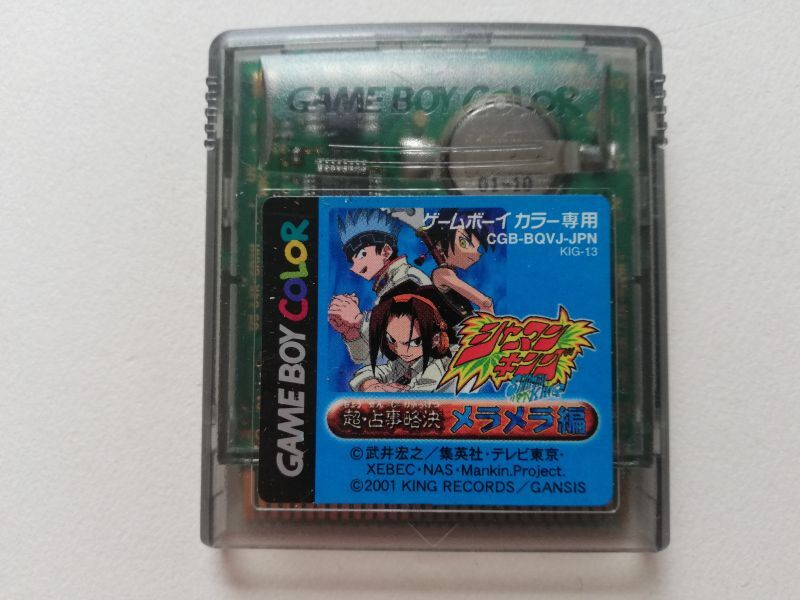 GAME BOY COLOR
01-10
GAME BOY COLOR
ゲームボーイカラー専用
CGB-BQVJ-JPN
KIG-13
シャーマン
キング
超・占事略決 メラメラ編
©武井宏之／集英社・テレビ東京・
XEBEC・NAS・Mankin.Project.
©2001 KING RECORDS／GANSIS